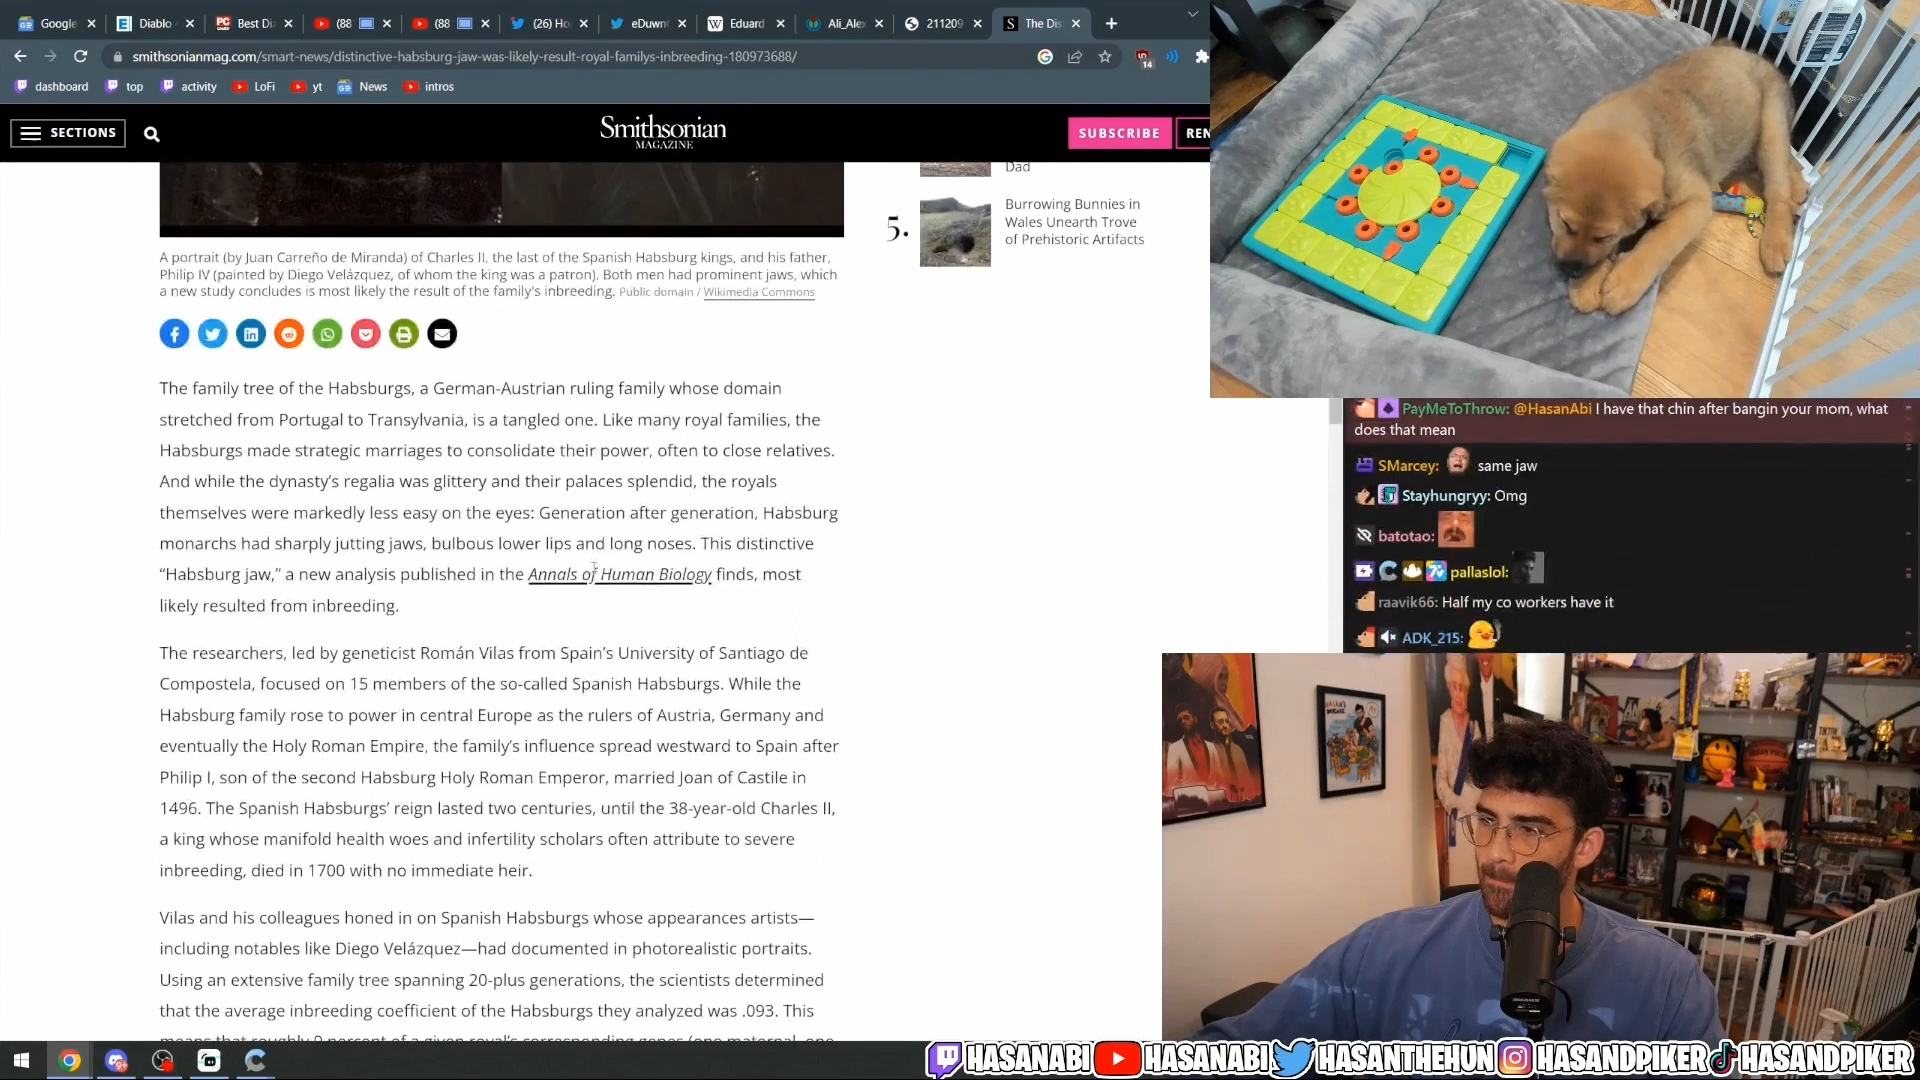 Google
Diablo
Best Di
(88
(88
(26) Ho
eDuwn
Eduard
Ali_Ale
211209
The Dis
smithsonianmag.com/smart-news/distinctive-habsburg-jaw-was-likely-result-royal-familys-inbreeding-180973688/
14
dashboard
top
activity
LoFi
yt
News
intros
SECTIONS
Smithsonian
MAGAZINE
SUBSCRIBE
REN
Dad
5.
Burrowing Bunnies in
Wales Unearth Trove
of Prehistoric Artifacts
A portrait (by Juan Carreño de Miranda) of Charles II, the last of the Spanish Habsburg kings, and his father,
Philip IV (painted by Diego Velázquez, of whom the king was a patron). Both men had prominent jaws, which
a new study concludes is most likely the result of the family's inbreeding. Public domain / Wikimedia Commons
The family tree of the Habsburgs, a German-Austrian ruling family whose domain
stretched from Portugal to Transylvania, is a tangled one. Like many royal families, the
Habsburgs made strategic marriages to consolidate their power, often to close relatives.
And while the dynasty's regalia was glittery and their palaces splendid, the royals
themselves were markedly less easy on the eyes: Generation after generation, Habsburg
monarchs had sharply jutting jaws, bulbous lower lips and long noses. This distinctive
“Habsburg jaw,” a new analysis published in the Annals of Human Biology finds, most
likely resulted from inbreeding.
The researchers, led by geneticist Román Vilas from Spain's University of Santiago de
Compostela, focused on 15 members of the so-called Spanish Habsburgs. While the
Habsburg family rose to power in central Europe as the rulers of Austria, Germany and
eventually the Holy Roman Empire, the family's influence spread westward to Spain after
Philip I, son of the second Habsburg Holy Roman Emperor, married Joan of Castile in
1496. The Spanish Habsburgs' reign lasted two centuries, until the 38-year-old Charles II,
a king whose manifold health woes and infertility scholars often attribute to severe
inbreeding, died in 1700 with no immediate heir.
Vilas and his colleagues honed in on Spanish Habsburgs whose appearances artists—
including notables like Diego Velázquez—had documented in photorealistic portraits.
Using an extensive family tree spanning 20-plus generations, the scientists determined
that the average inbreeding coefficient of the Habsburgs they analyzed was .093. This
means that roughly 9 percent of a given royal's corresponding genes (one maternal, one
PayMeToThrow: @HasanAbi I have that chin after bangin your mom, what
does that mean
SMarcey: same jaw
Stayhungryy: Omg
batotao:
pallaslol:
raavik66: Half my co workers have it
ADK_215:
HASANABI HASANABI HASANTHEHUN HASANDPIKER HASANDPIKER